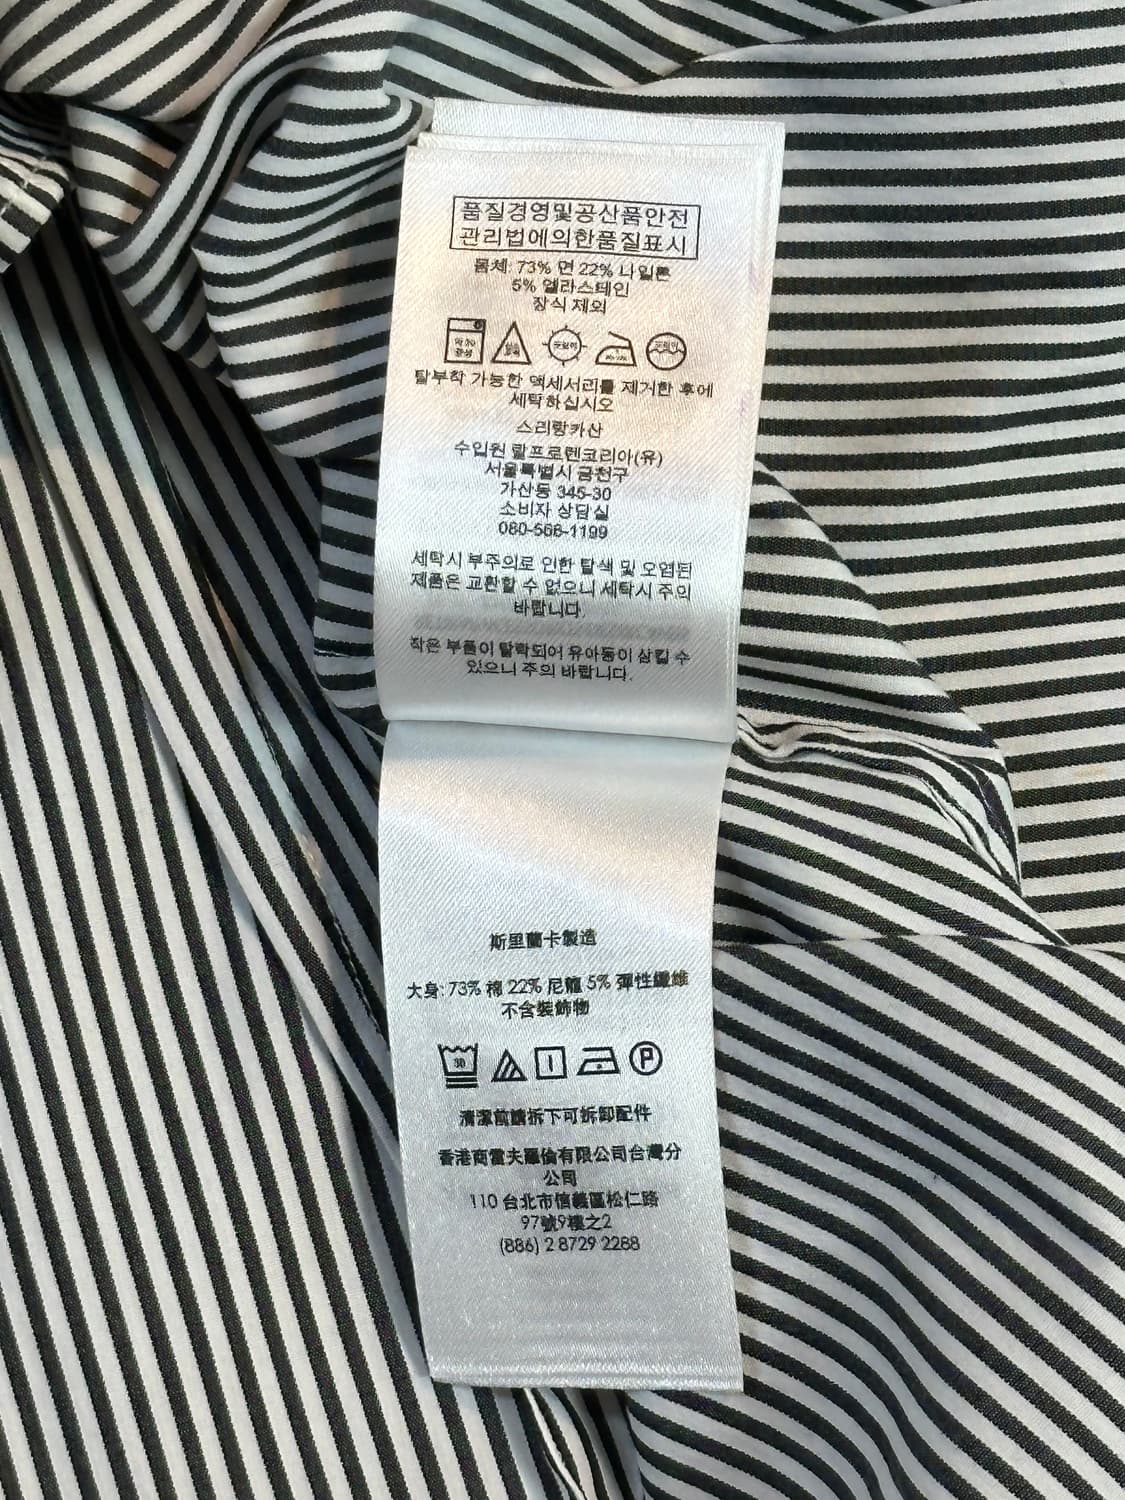 품질경영및공산품안전
관리법에의한품질표시
몸체: 73% 면 22% 나일론
5% 엘라스테인
장식 제외
탈부착 가능한 액세서리를 제거한 후에
세탁하십시오
스리랑카산
수입원 랄프로렌코리아(유)
서울특별시 금천구
가산동 345-30
소비자 상담실
080-566-1199
세탁시 부주의로 인한 탈색 및 오염된
제품은 교환할 수 없으니 세탁시 주의
바랍니다.
작은 부품이 탈락되어 유아동이 삼킬 수
있으니 주의 바랍니다.
斯里蘭卡製造
大身: 73% 棉 22% 尼龍 5% 彈性纖維
不含裝飾物
30
P
清潔前請拆下可拆卸配件
香港商雷夫羅倫有限公司台灣分
公司
110 台北市信義區松仁路
97號9樓之2
(886) 2 8729 2288